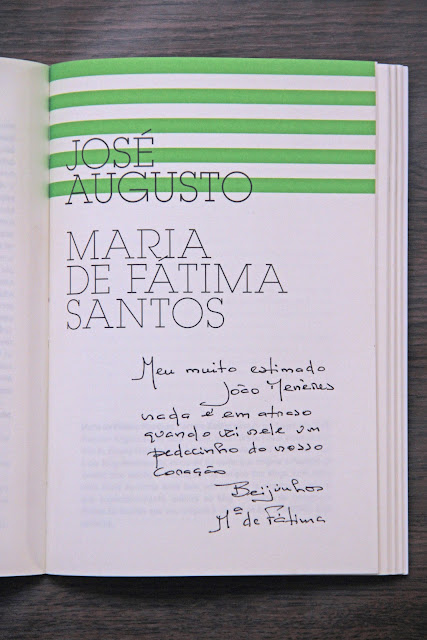 JOSÉ
AUGUSTO
MARIA
DE FÁTIMA
SANTOS
Meu muito estimado
João Menéres
nada é em atraso
quando vai nele um
pedacinho do nosso
coração
Beijinhos
Mª de Fátima